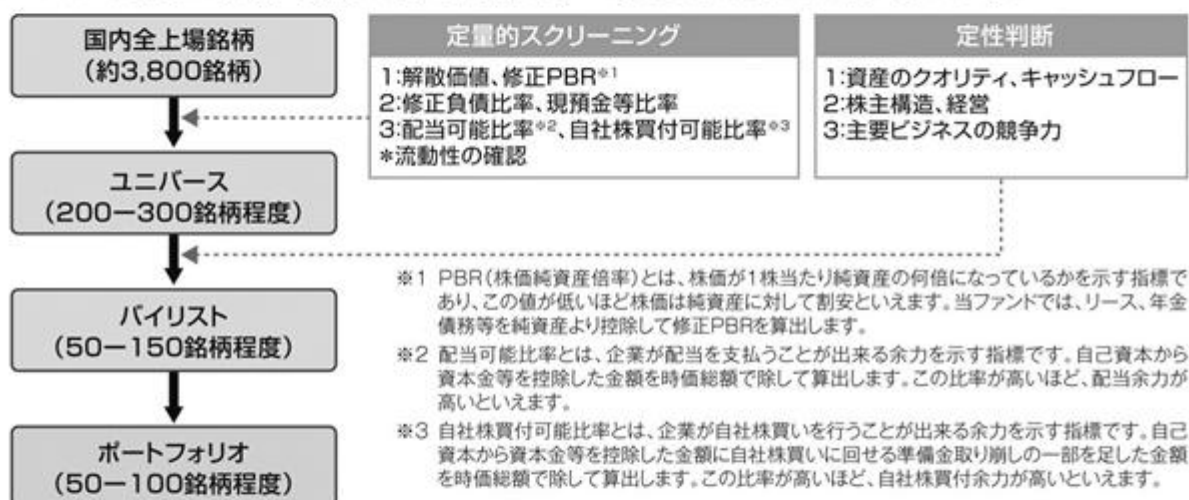 国内全上場銘柄
（約3,800銘柄）
定量的スクリーニング
1:解散価値、修正PBR※1
2:修正負債比率、現預金等比率
3:配当可能比率※2、自社株買付可能比率※3
*流動性の確認
定性判断
1:資産のクオリティ、キャッシュフロー
2:株主構造、経営
3:主要ビジネスの競争力
ユニバース
（200ー300銘柄程度）
バイリスト
（50ー150銘柄程度）
ポートフォリオ
（50ー100銘柄程度）
※1 PBR（株価純資産倍率）とは、株価が1株当たり純資産の何倍になっているかを示す指標で
あり、この値が低いほど株価は純資産に対して割安といえます。当ファンドでは、リース、年金
債務等を純資産より控除して修正PBRを算出します。
※2 配当可能比率とは、企業が配当を支払うことが出来る余力を示す指標です。自己資本から
資本金等を控除した金額を時価総額で除して算出します。この比率が高いほど、配当余力が
高いといえます。
※3 自社株買付可能比率とは、企業が自社株買いを行うことが出来る余力を示す指標です。自己
資本から資本金等を控除した金額に自社株買いに回せる準備金取り崩しの一部を足した金額
を時価総額で除して算出します。この比率が高いほど、自社株買付余力が高いといえます。